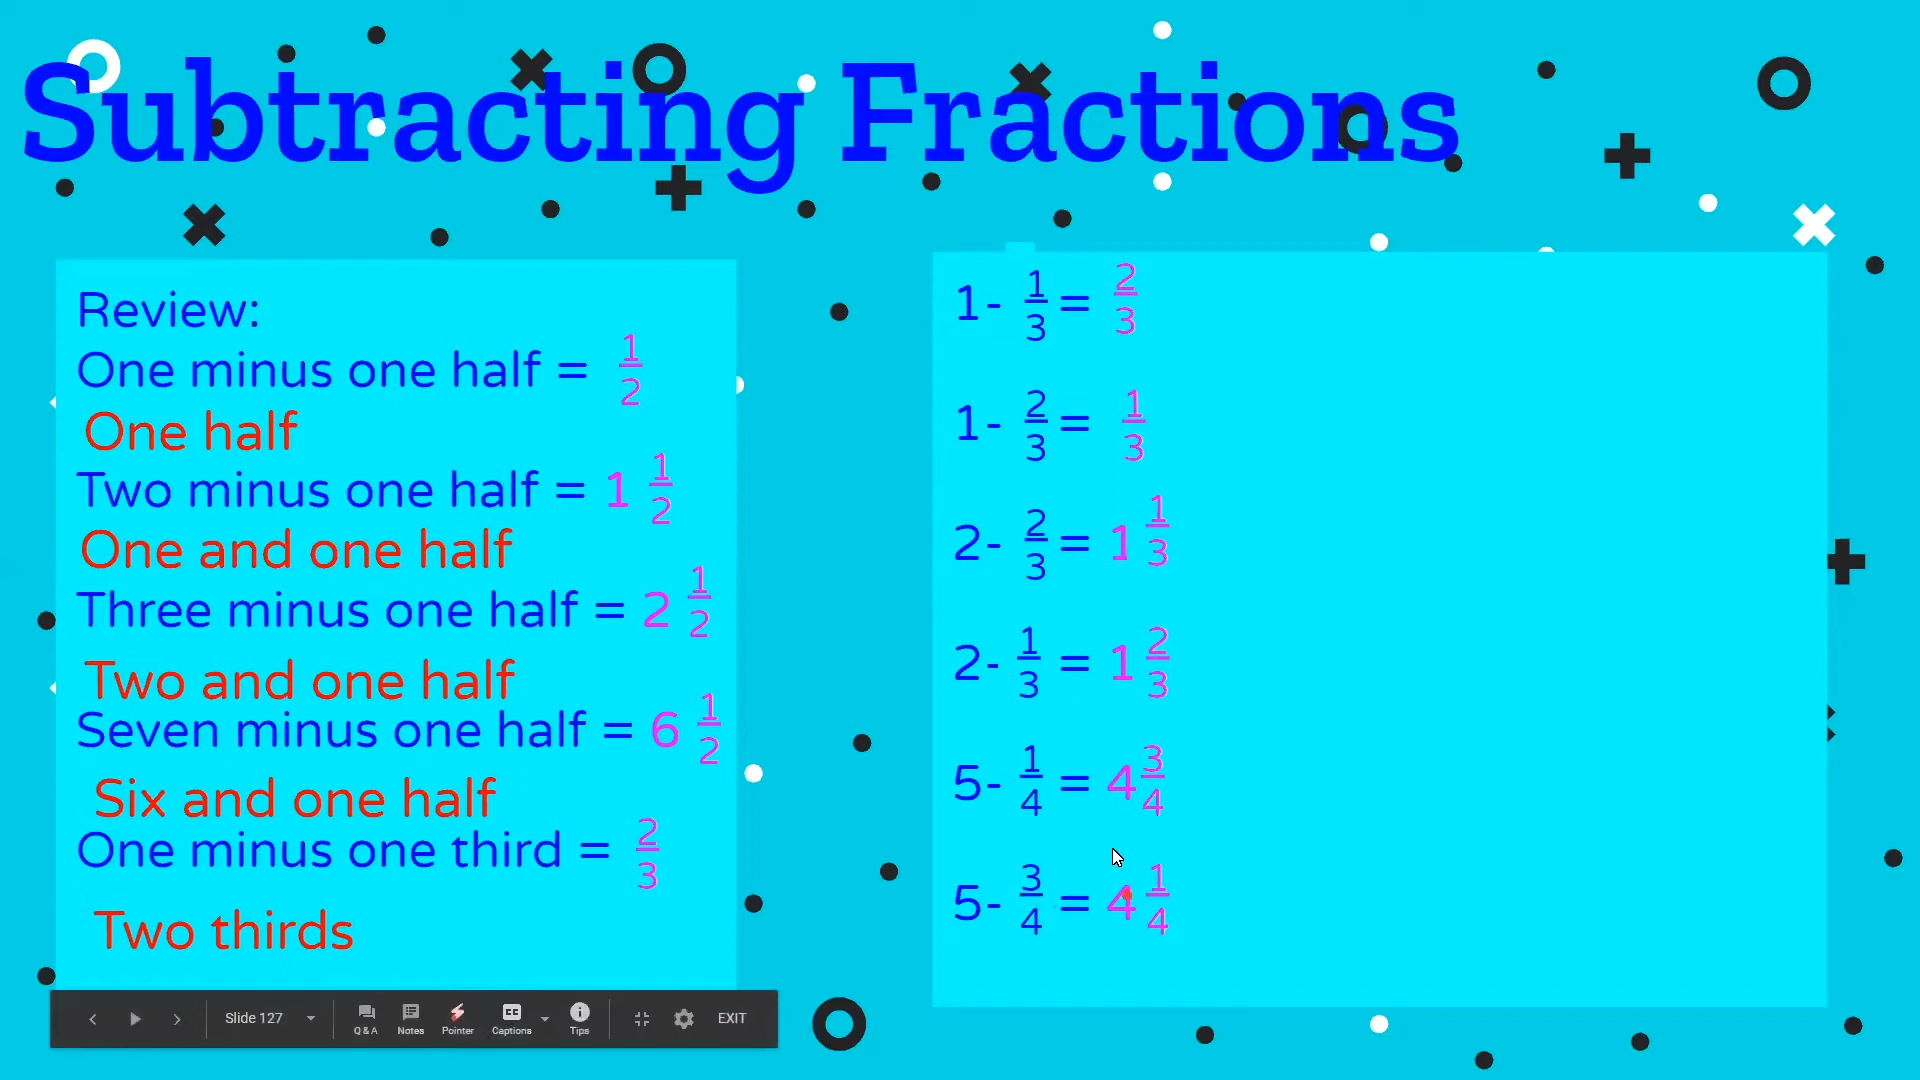 Subtracting Fractions
Review:
One minus one half = 1/2
One half
Two minus one half = 1 1/2
One and one half
Three minus one half = 2 1/2
Two and one half
Seven minus one half = 6 1/2
Six and one half
One minus one third = 2/3
Two thirds
1- 1/3 = 2/3
1- 2/3 = 1/3
2- 2/3 = 1 1/3
2- 1/3 = 1 2/3
5- 1/4 = 4 3/4
5- 3/4 = 4 1/4
Slide 127
Q & A
Notes
Pointer
CC
Captions
Tips
EXIT